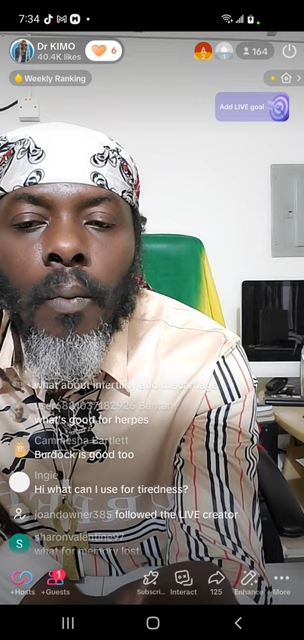 7:34
Dr KIMO
40.4K likes
6
164
Weekly Ranking
Add LIVE goal
what about infertility and miscarriage
what's good for herpes
Cammiesha Bartlett
Burdock is good too
Ingie
Hi what can I use for tiredness?
joandowner385 followed the LIVE creator
S
sharonvalentine97
what for memory lost
1
+Hosts
+Guests
Subscri...
Interact
125
Enhance
More